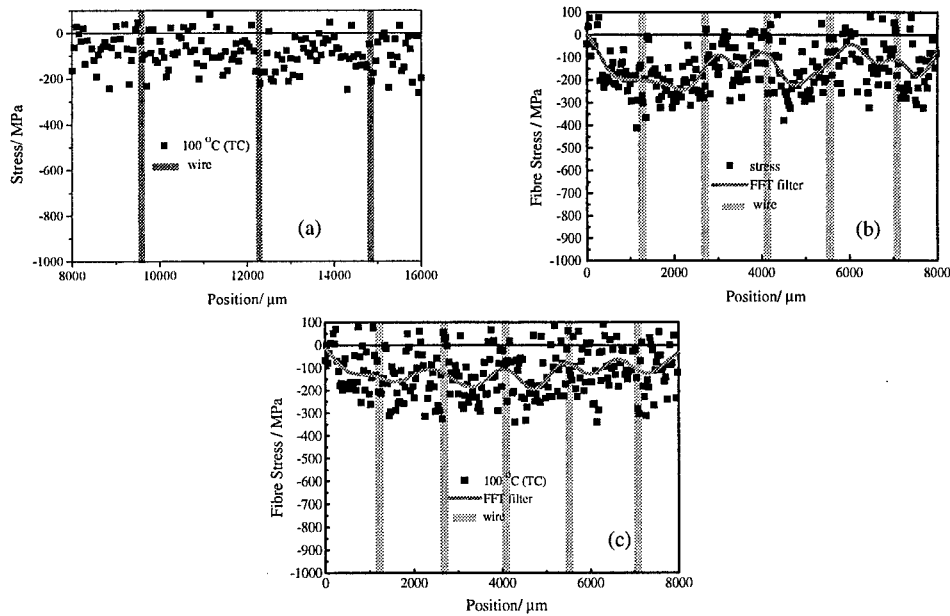 0
-200
-400
-600
-800
-1000
Stress/ MPa
100 °C (TC)
wire
(a)
8000 10000 12000 14000 16000
Position/ µm
100
0
-100
-200
-300
-400
-500
-600
-700
-800
-900
-1000
Fibre Stress / MPa
stress
FFT filter
wire
(b)
0 2000 4000 6000 8000
Position/ µm
100
0
-100
-200
-300
-400
-500
-600
-700
-800
-900
-1000
Fibre Stress / MPa
100 °C (TC)
FFT filter
wire
(c)
0 2000 4000 6000 8000
Position/ µm